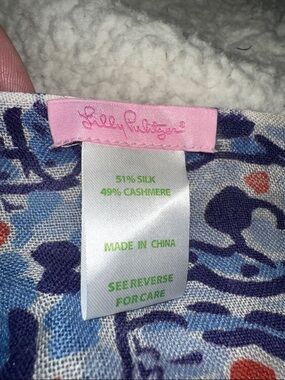 Lilly Pulitzer®
51% SILK
49% CASHMERE
MADE IN CHINA
SEE REVERSE
FOR CARE